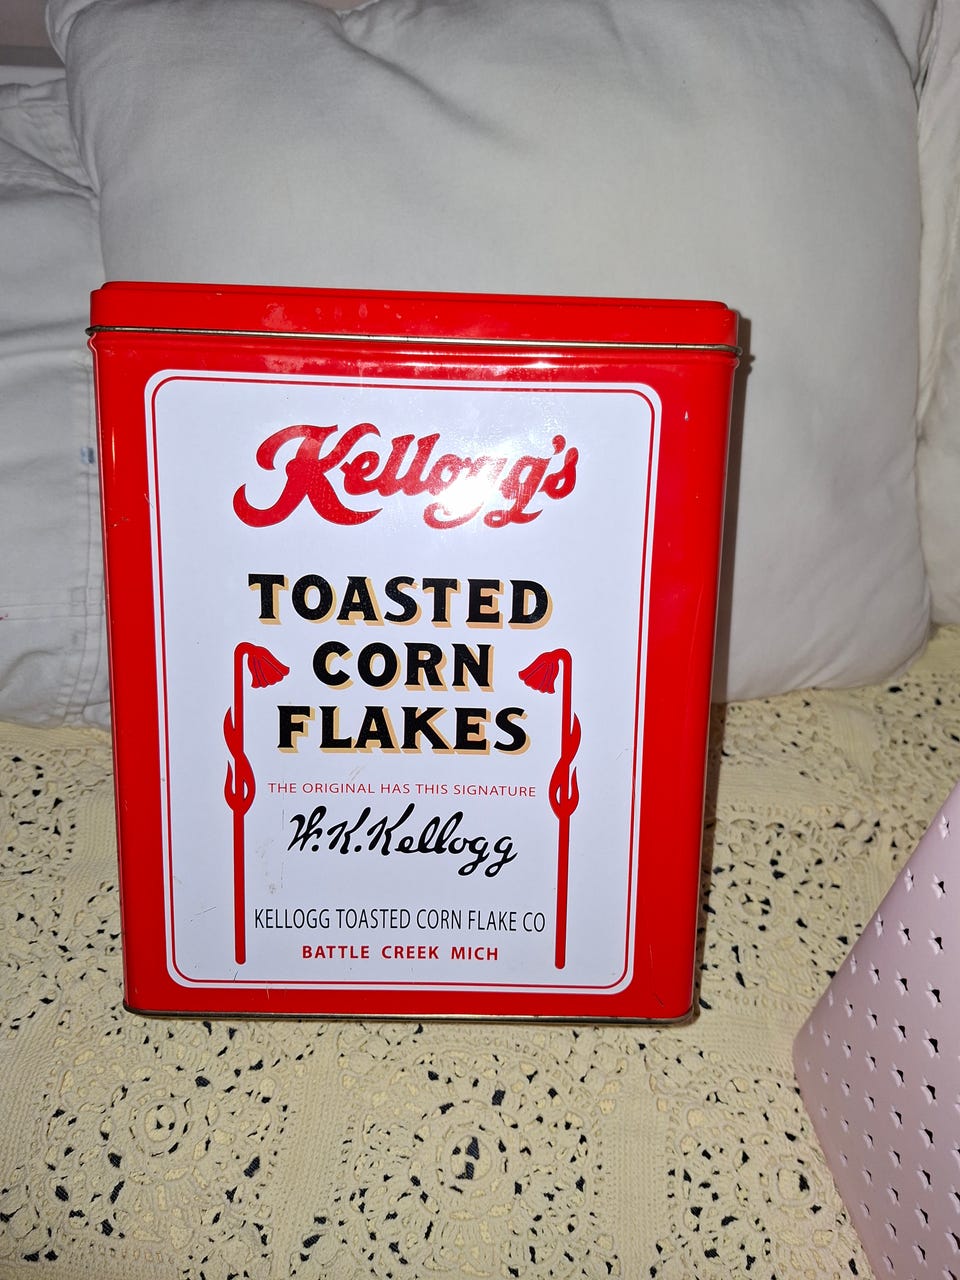 Kellogg's
TOASTED
CORN
FLAKES
THE ORIGINAL HAS THIS SIGNATURE
W.K.Kellogg
KELLOGG TOASTED CORN FLAKE CO
BATTLE CREEK MICH